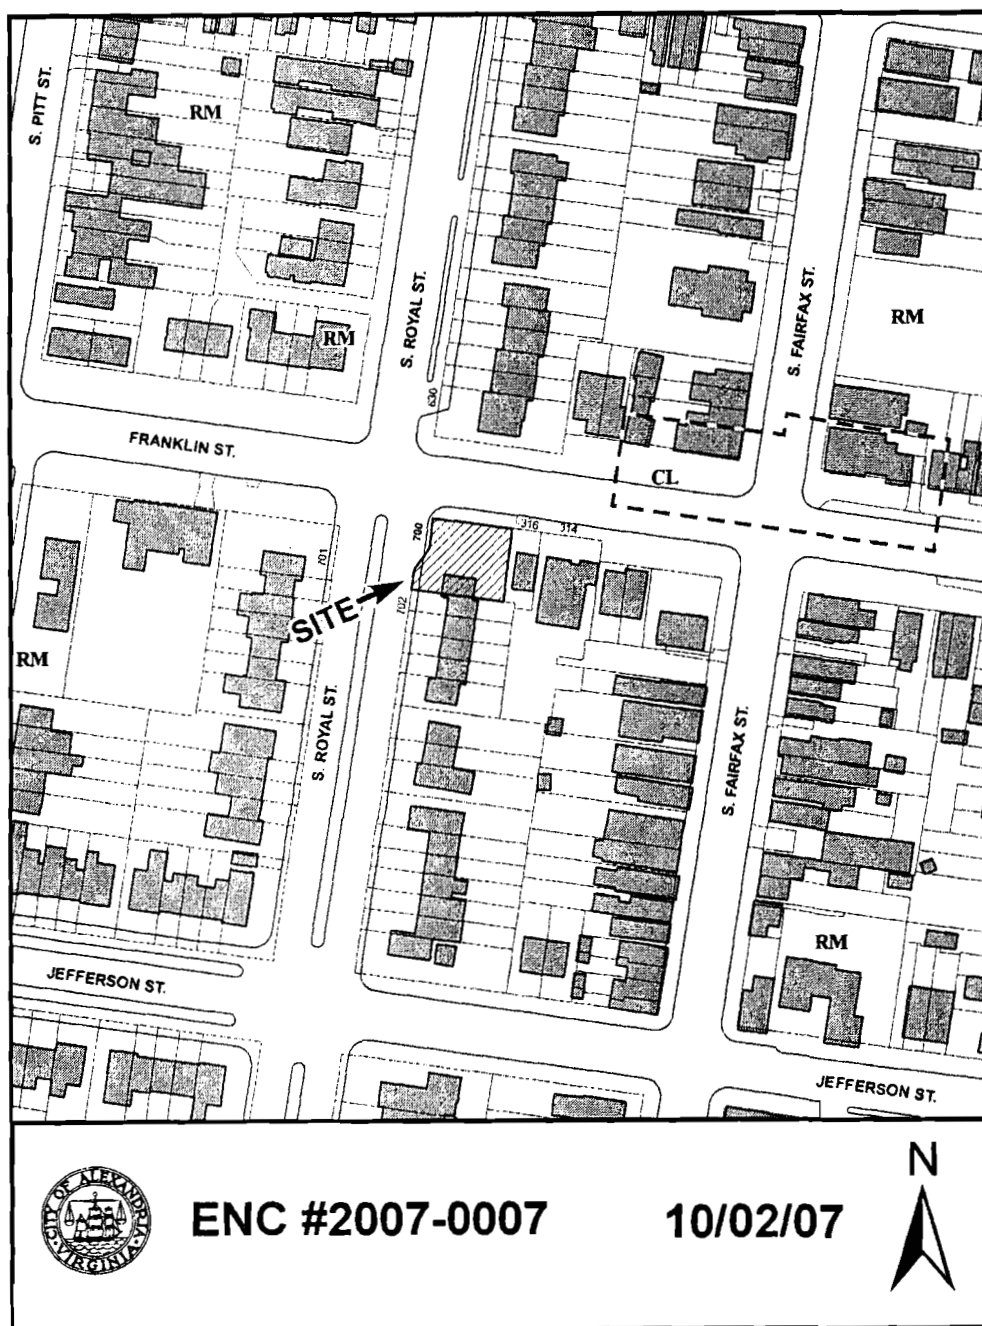 S. PITT ST.
RM
S. ROYAL ST.
RM
S. FAIRFAX ST.
RM
630
FRANKLIN ST.
CL
700
316
314
701
SITE
702
RM
S. ROYAL ST.
S. FAIRFAX ST.
RM
JEFFERSON ST.
JEFFERSON ST.
CITY OF ALEXANDRIA
VIRGINIA
ENC #2007-0007
10/02/07
N